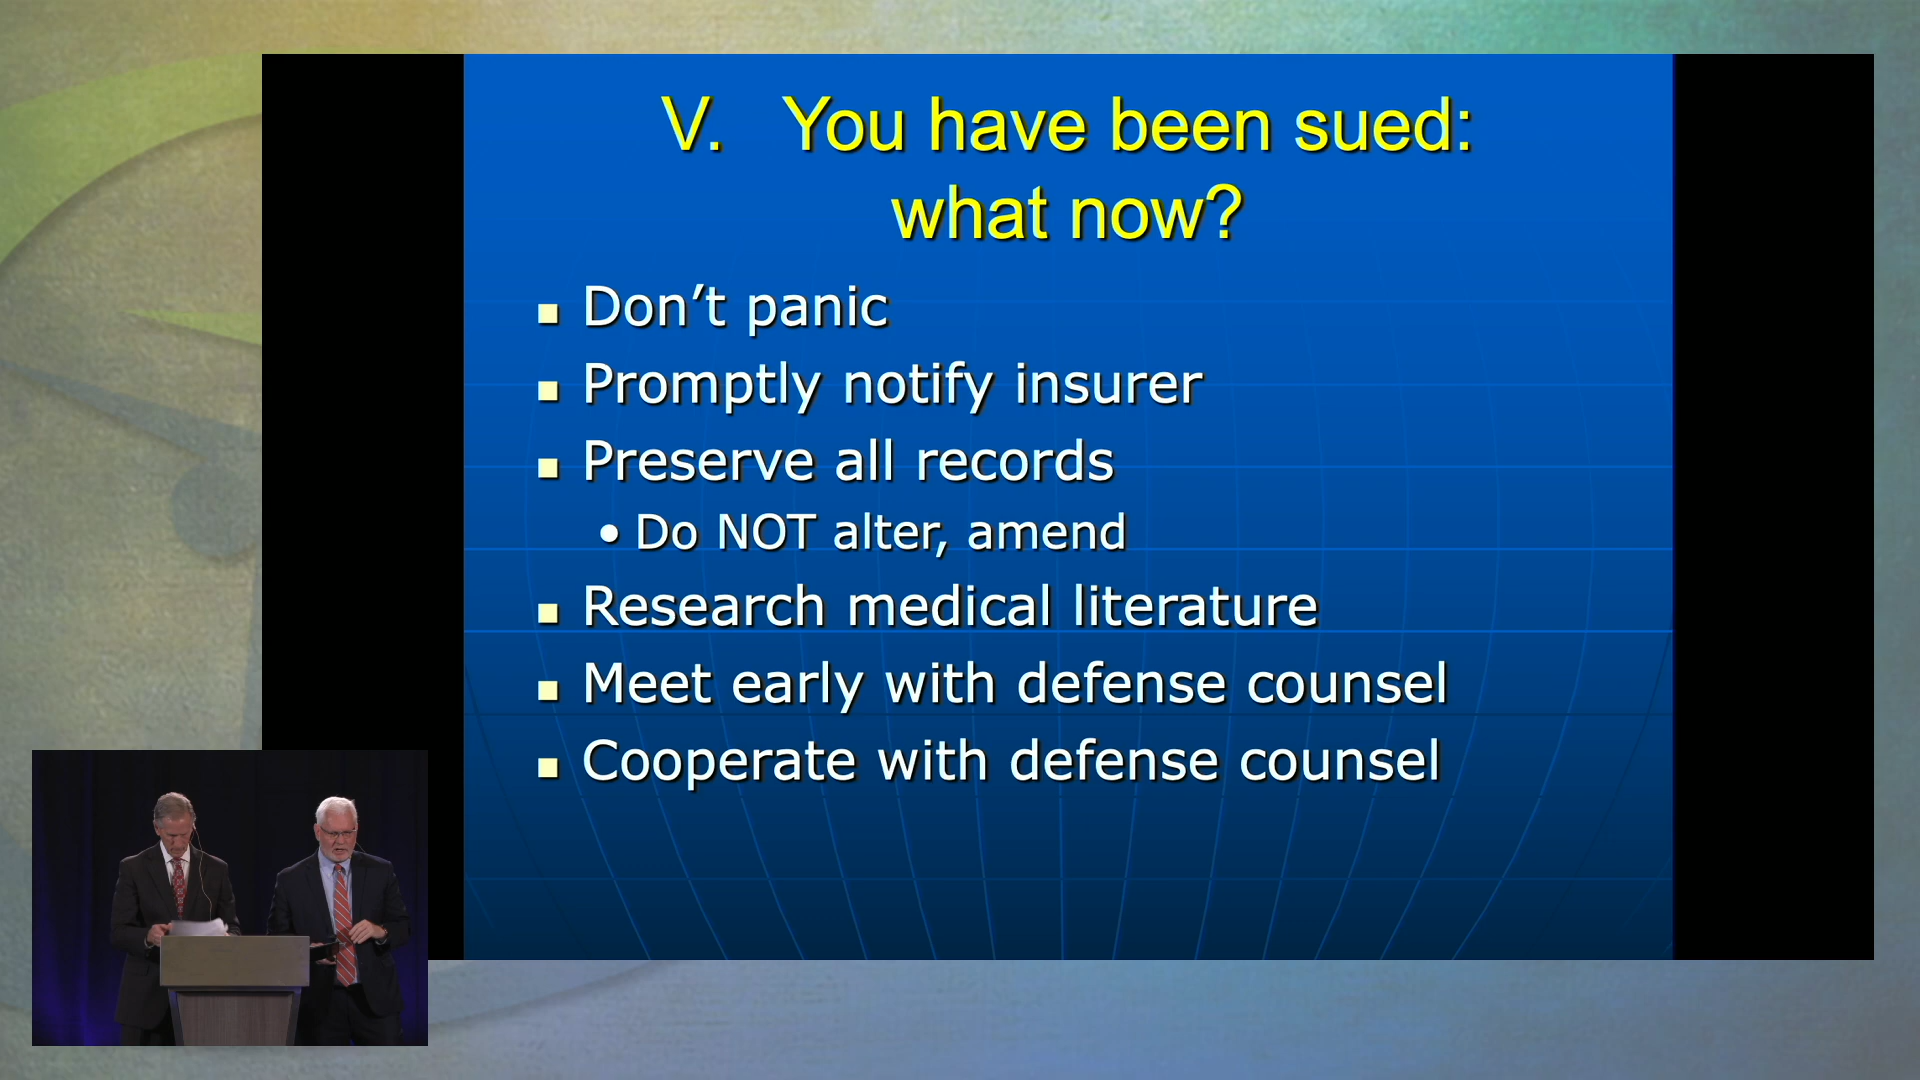 V. You have been sued:
what now?
Don’t panic
Promptly notify insurer
Preserve all records
• Do NOT alter, amend
Research medical literature
Meet early with defense counsel
Cooperate with defense counsel